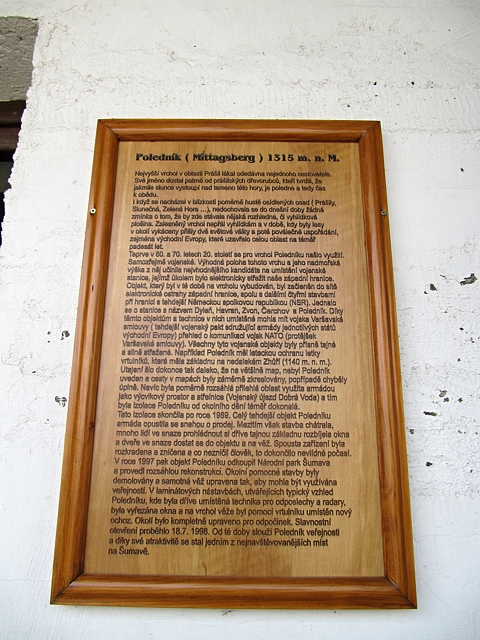 Poledník ( Mittagsberg ) 1315 m. n. M.
Nejvyšší vrchol v oblasti Prášil lákal odedávna nejednoho cestovatele.
Své jméno dostal patrně od prášilských dřevorubců, kteří tvrdili, že
jakmile slunce vystoupí nad temeno této hory, je poledne a tedy čas
k obědu.
I když se nacházel v blízkosti poměrně hustě osídlených osad ( Prášily,
Slunečná, Zelená Hora ...), nedochovala se do dnešní doby žádná
zmínka o tom, že by zde stávala nějaká rozhledna, či vyhlídková
plošina. Zalesněný vrchol nepřál vyhlídkám a v době, kdy byly lesy
v okolí vykáceny přišly dvě světové války a poté poválečné uspořádání,
zejména východní Evropy, které uzavřelo celou oblast na téměř
padesát let.
Teprve v 60. a 70. letech 20. století se pro vrchol Poledníku našlo využití.
Samozřejmě vojenské. Výhodná poloha tohoto vrchu a jeho nadmořská
výška z něj učinila nejvhodnějšího kandidáta na umístění vojenské
stanice, jejímž úkolem bylo elektronicky střežit naše západní hranice.
Objekt, který byl v té době na vrcholu vybudován, byl začleněn do sítě
elektronické ostrahy západní hranice, spolu s dalšími čtyřmi stavbami
při hranici s tehdejší Německou spolkovou republikou (NSR). Jednalo
se o stanice s názvem Dyleň, Havran, Zvon, Čerchov a Poledník. Díky
těmto objektům a technice v nich umístěné mohla mít vojska Varšavské
smlouvy ( tehdejší vojenský pakt sdružující armády jednotlivých států
východní Evropy) přehled o komunikaci vojsk NATO (protějšek
Varšavské smlouvy). Všechny tyto vojenské objekty byly přísně tajné
a silně střežené. Například Poledník měl leteckou ochranu letky
vrtulníků, která měla základnu na nedalekém Zhůří (1140 m. n. m.).
Utajení šlo dokonce tak daleko, že na většině map, nebyl Poledník
uveden a cesty v mapách byly záměrně zkreslovány, popřípadě chyběly
úplně. Navíc byla poměrně rozsáhlá přilehlá oblast využita armádou
jako výcvikový prostor a střelnice (Vojenský újezd Dobrá Voda) a tím
byla izolace Poledníku od okolního dění téměř dokonalá.
Tato izolace skončila po roce 1989. Celý tehdejší objekt Poledníku
armáda opustila se snahou o prodej. Mezitím však stavba chátrala,
mnoho lidí ve snaze prohlédnout si dříve tajnou základnu rozbíjela okna
a dveře ve snaze dostat se do objektu a na věž. Spousta zařízení byla
rozkradena a zničena a co nezničil člověk, to dokončilo nevlídné počasí.
V roce 1997 pak objekt Poledníku odkoupil Národní park Šumava
a provedl rozsáhlou rekonstrukci. Okolní pomocné stavby byly
demolovány a samotná věž upravena tak, aby mohla být využívána
veřejností. V laminátových nástavbách, utvářejících typický vzhled
Poledníku, kde byla dříve umístěná technika pro odposlechy a radary,
byla vyřezána okna a na vrchol věže byl pomocí vrtulníku umístěn nový
ochoz. Okolí bylo kompletně upraveno pro odpočinek. Slavnostní
otevření proběhlo 18.7. 1998. Od té doby slouží Poledník veřejnosti
a díky své atraktivitě se stal jedním z nejnavštěvovanějších míst
na Šumavě.